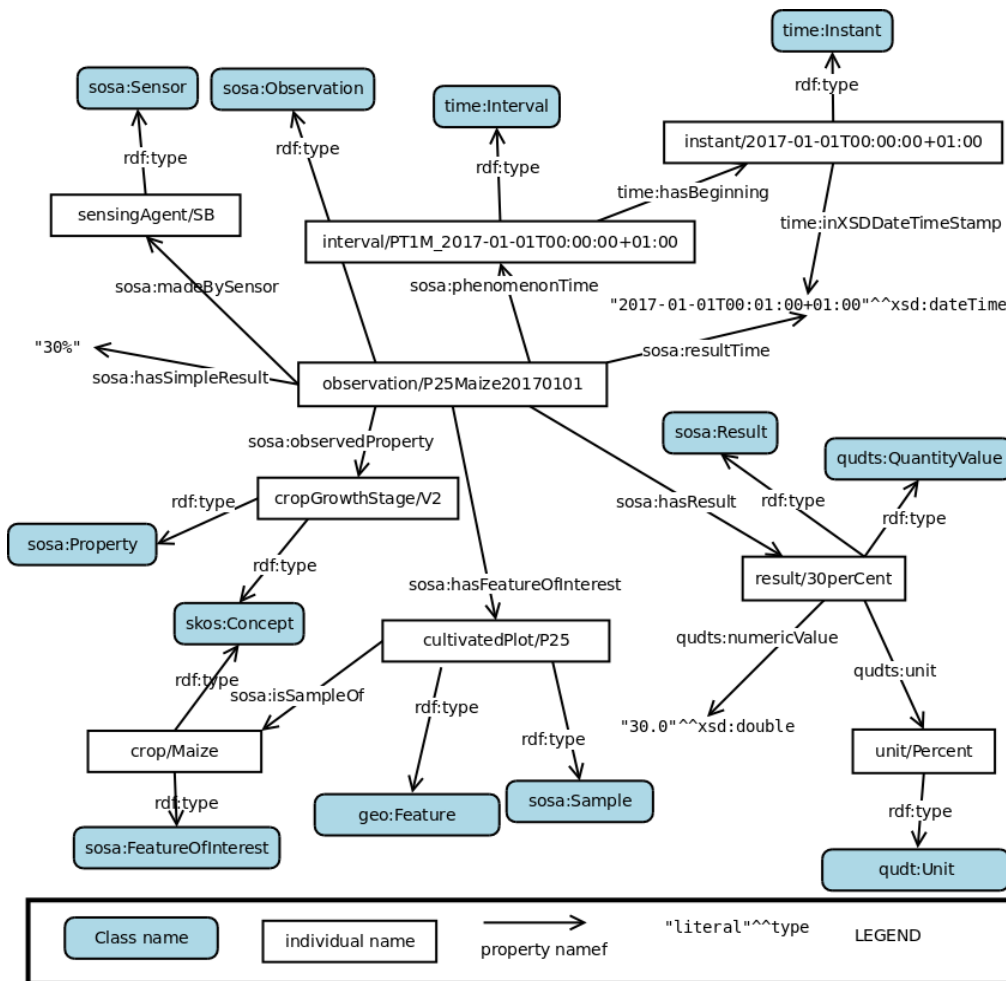 time:Instant
sosa:Sensor
sosa:Observation
rdf:type
time:Interval
rdf:type
rdf:type
instant/2017-01-01T00:00:00+01:00
rdf:type
time:hasBeginning
sensingAgent/SB
time:inXSDDateTimeStamp
interval/PT1M_2017-01-01T00:00:00+01:00
sosa:madeBySensor
sosa:phenomenonTime
"2017-01-01T00:01:00+01:00"^^xsd:dateTime
"30%"
sosa:resultTime
sosa:hasSimpleResult
observation/P25Maize20170101
sosa:Result
sosa:observedProperty
qudts:QuantityValue
rdf:type
cropGrowthStage/V2
sosa:hasResult
rdf:type
rdf:type
sosa:Property
rdf:type
result/30perCent
sosa:hasFeatureOfInterest
skos:Concept
cultivatedPlot/P25
qudts:numericValue
qudts:unit
rdf:type
sosa:isSampleOf
rdf:type
"30.0"^^xsd:double
rdf:type
crop/Maize
unit/Percent
rdf:type
geo:Feature
sosa:Sample
rdf:type
sosa:FeatureOfInterest
qudt:Unit
Class name
individual name
property namef
"literal"^^type
LEGEND